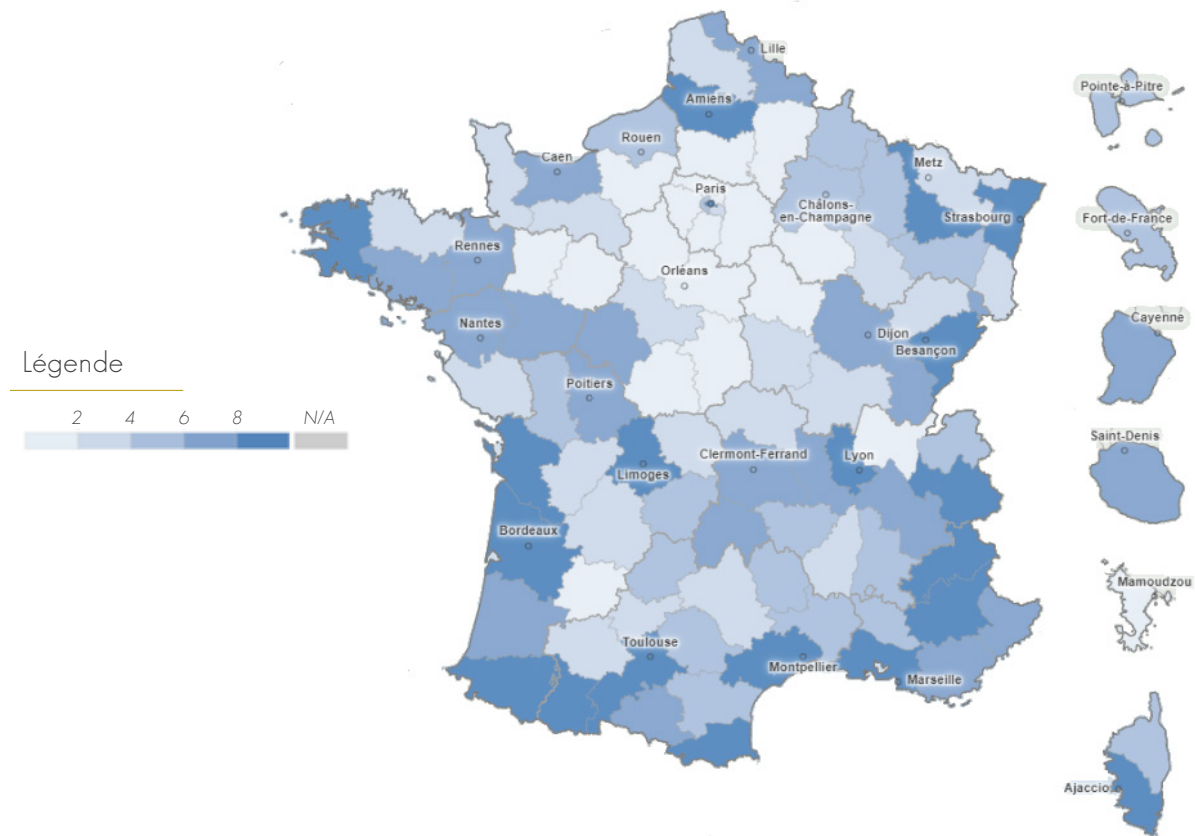 Lille
Pointe-à-Pitre
Amiens
Rouen
Caen
Metz
Paris
Châlons-
en-Champagne
Strasbourg
Fort-de-France
Rennes
Orléans
Nantes
Dijon
Cayenne
Besançon
Légende
Poitiers
2 4 6 8 N/A
Saint-Denis
Clermont-Ferrand
Lyon
Limoges
Bordeaux
Mamoudzou
Toulouse
Montpellier
Marseille
Ajaccio